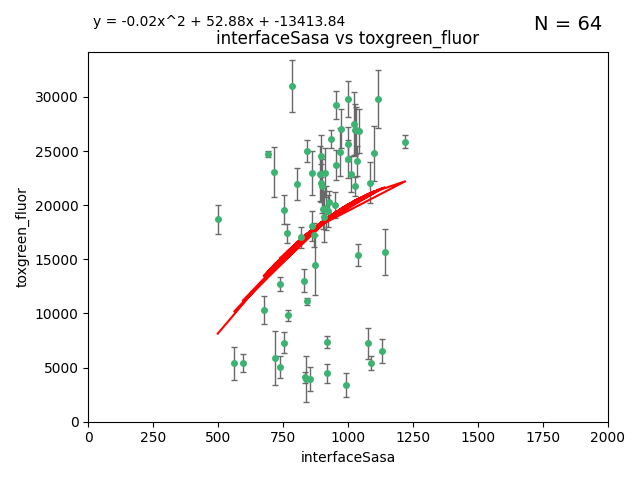 y = -0.02x^2 + 52.88x + -13413.84
N = 64
interfaceSasa vs toxgreen_fluor
30000
25000
20000
15000
10000
5000
0
toxgreen_fluor
0 250 500 750 1000 1250 1500 1750 2000
interfaceSasa